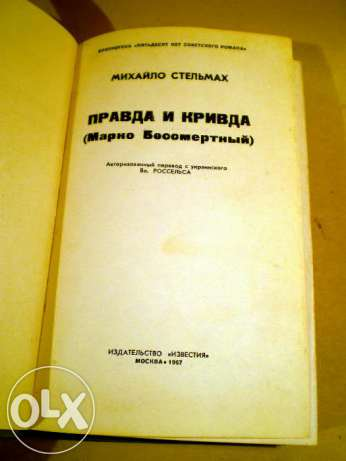 БИБЛИОТЕКА «ПЯТЬДЕСЯТ ЛЕТ СОВЕТСКОГО РОМАНА»
МИХАЙЛО СТЕЛЬМАХ
ПРАВДА И КРИВДА
(Марко Бессмертный)
Авторизованный перевод с украинского
Вл. РОССЕЛЬСА
ИЗДАТЕЛЬСТВО «ИЗВЕСТИЯ»
МОСКВА • 1967
OLX